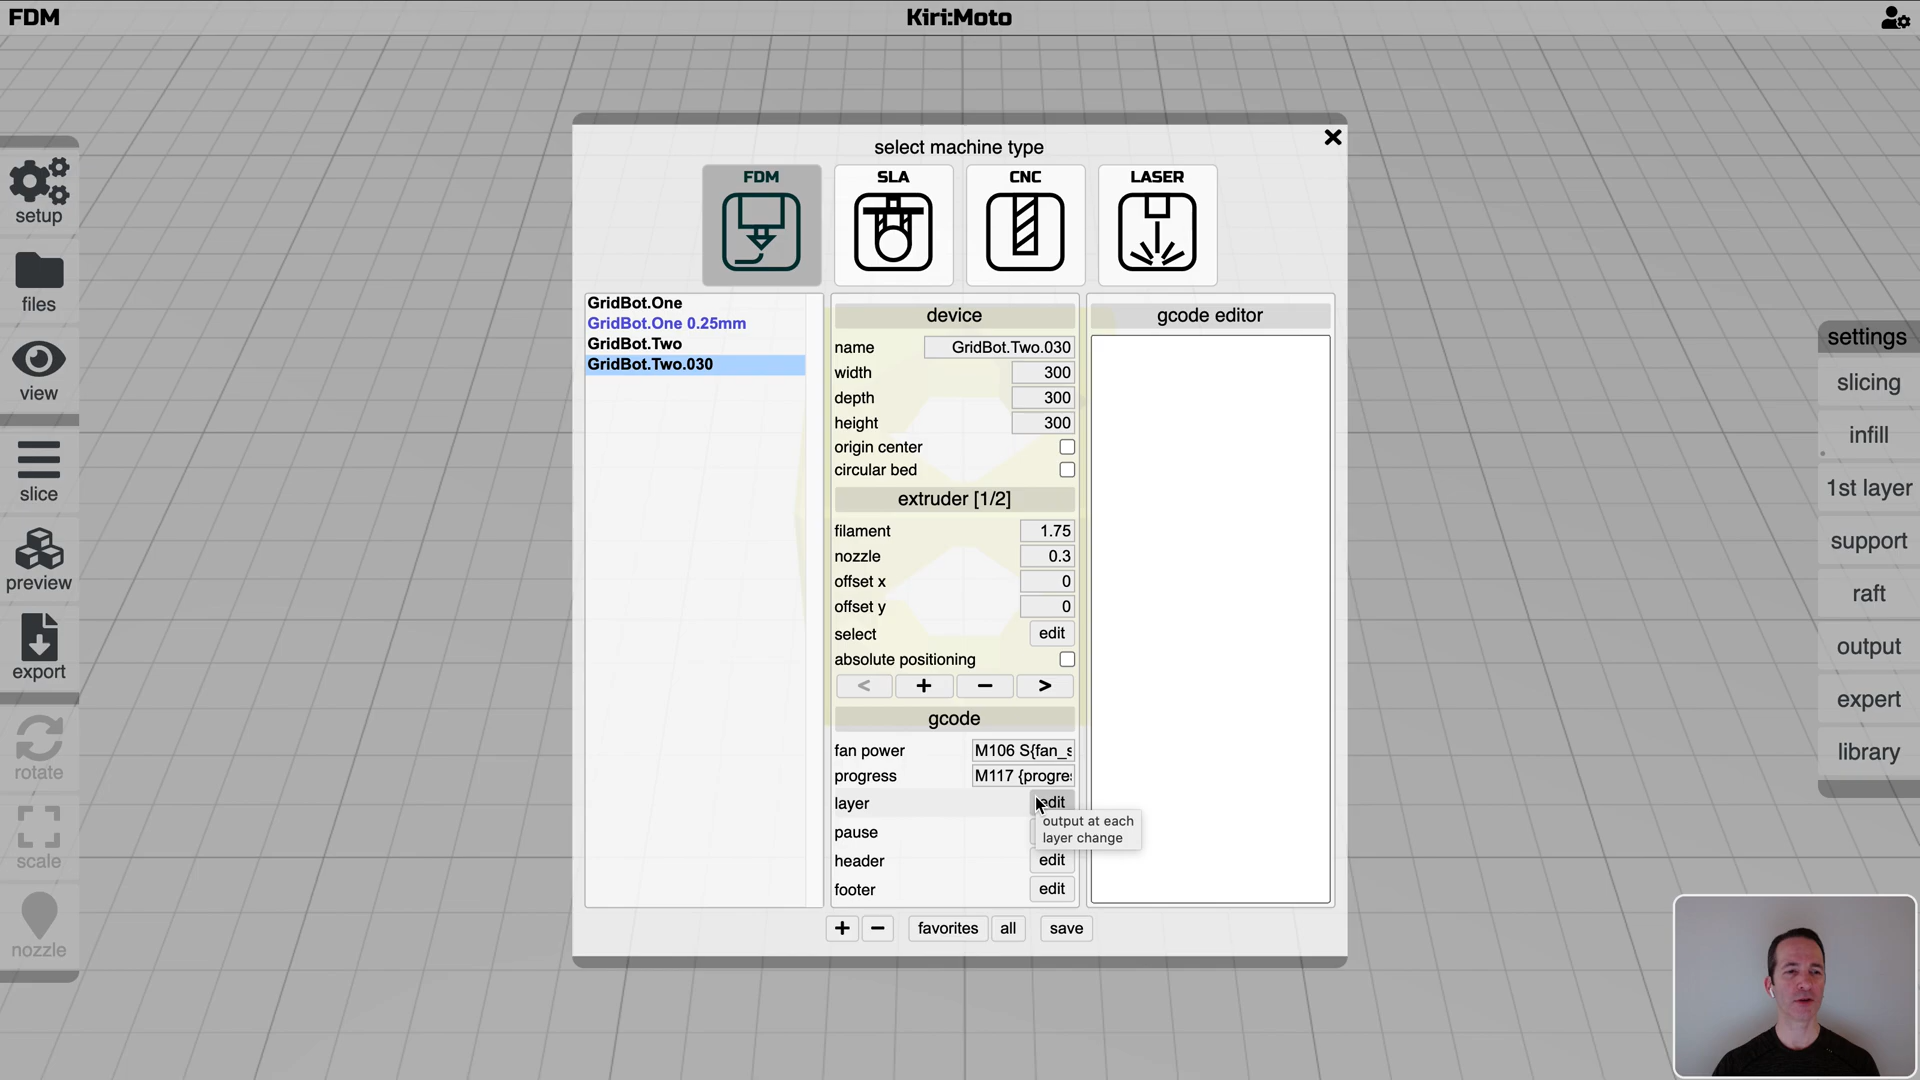 FDM
Kiri:Moto
setup
files
view
slice
preview
export
rotate
scale
nozzle
select machine type
FDM
SLA
CNC
LASER
GridBot.One
GridBot.One 0.25mm
GridBot.Two
GridBot.Two.030
device
name GridBot.Two.030
width 300
depth 300
height 300
origin center
circular bed
extruder [1/2]
filament 1.75
nozzle 0.3
offset x 0
offset y 0
select edit
absolute positioning
< + − >
gcode
fan power M106 S{fan_s
progress M117 {progre
layer edit
output at each
layer change
pause
header edit
footer edit
gcode editor
+ − favorites all save
settings
slicing
infill
1st layer
support
raft
output
expert
library